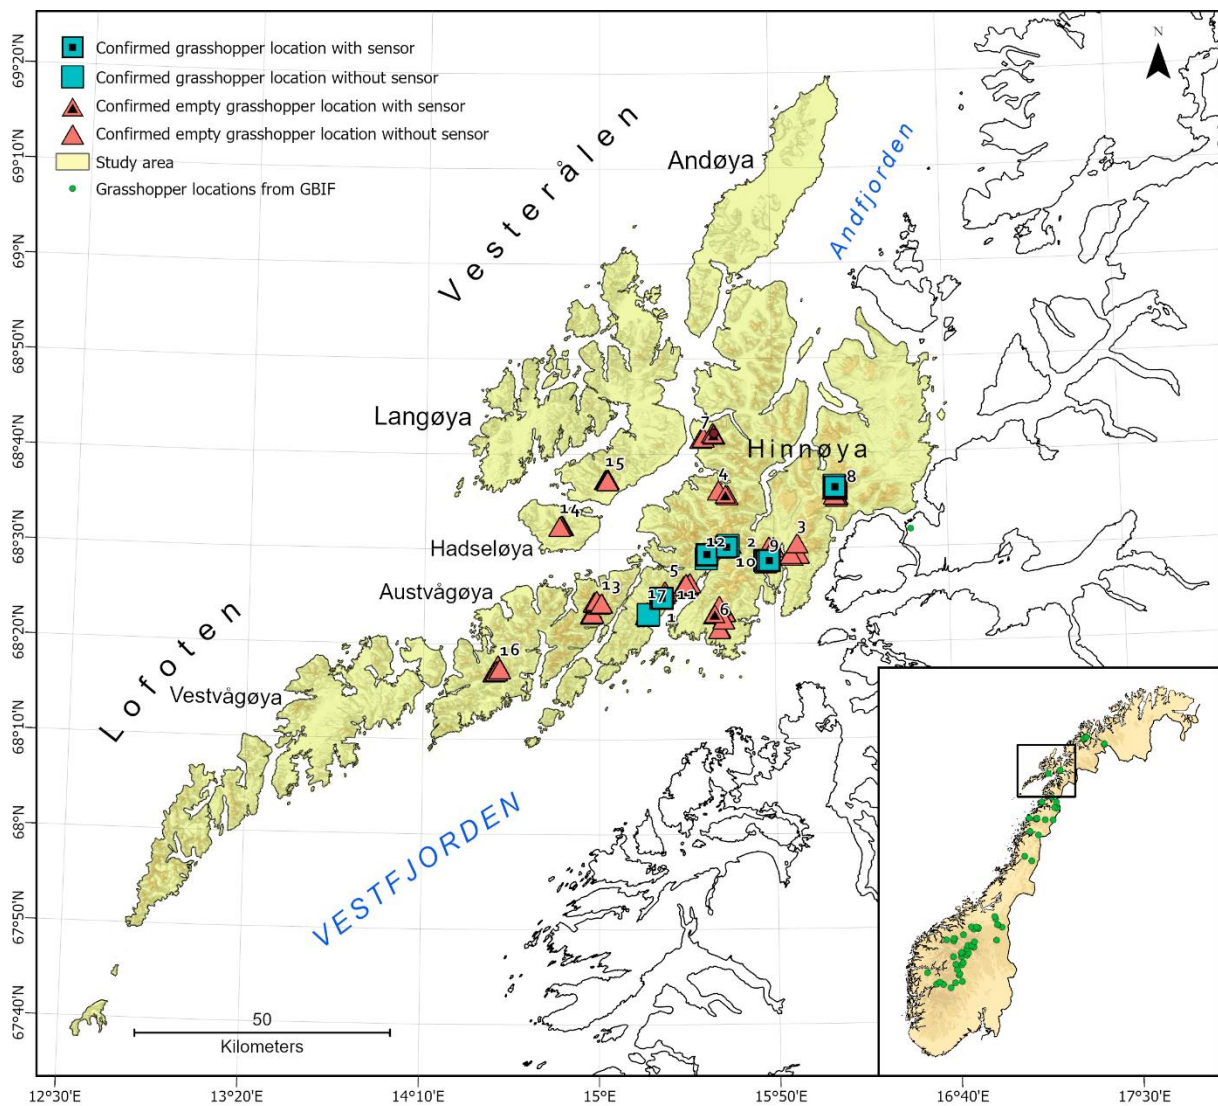 Confirmed grasshopper location with sensor
Confirmed grasshopper location without sensor
Confirmed empty grasshopper location with sensor
Confirmed empty grasshopper location without sensor
Study area
Grasshopper locations from GBIF
N
69°20'N
69°10'N
69°N
68°50'N
68°40'N
68°30'N
68°20'N
68°10'N
68°N
67°50'N
67°40'N
Vesterålen
Andøya
Andfjorden
Langøya
Hinnøya
Hadseløya
Austvågøya
Lofoten
Vestvågøya
VESTFJORDEN
7
15
4
8
14
3
12
2
9
10
5
13
17
11
6
1
16
50
Kilometers
12°30'E
13°20'E
14°10'E
15°E
15°50'E
16°40'E
17°30'E